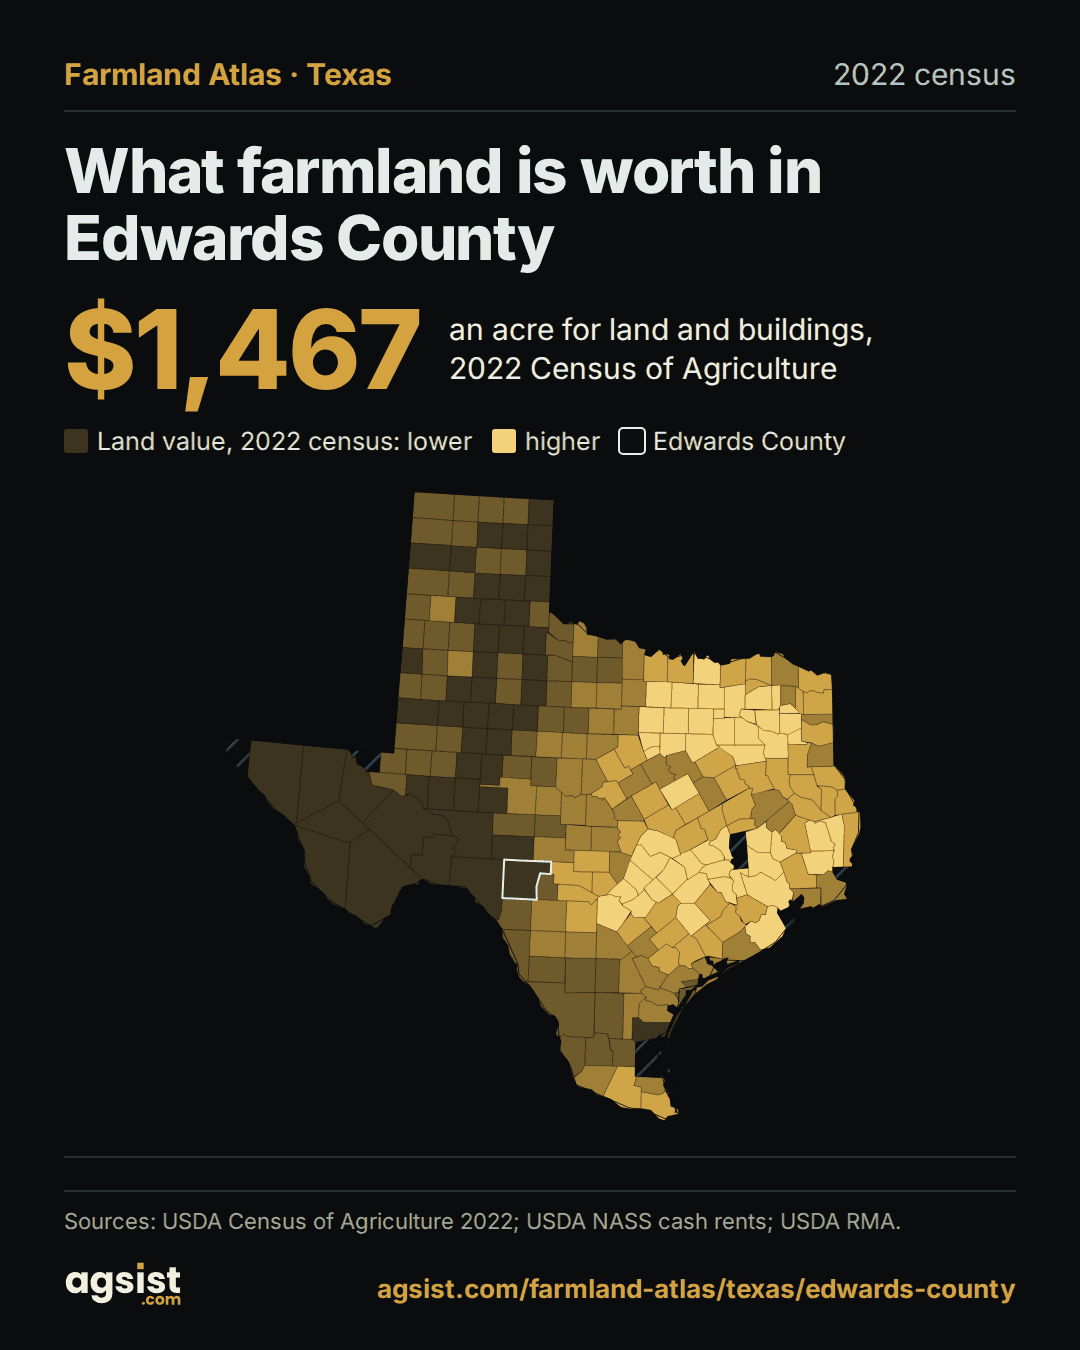 Farmland Atlas · Texas
2022 census
What farmland is worth in
Edwards County
$1,467
an acre for land and buildings,
2022 Census of Agriculture
Land value, 2022 census: lower
higher
Edwards County
Sources: USDA Census of Agriculture 2022; USDA NASS cash rents; USDA RMA.
agsist
.com
agsist.com/farmland-atlas/texas/edwards-county